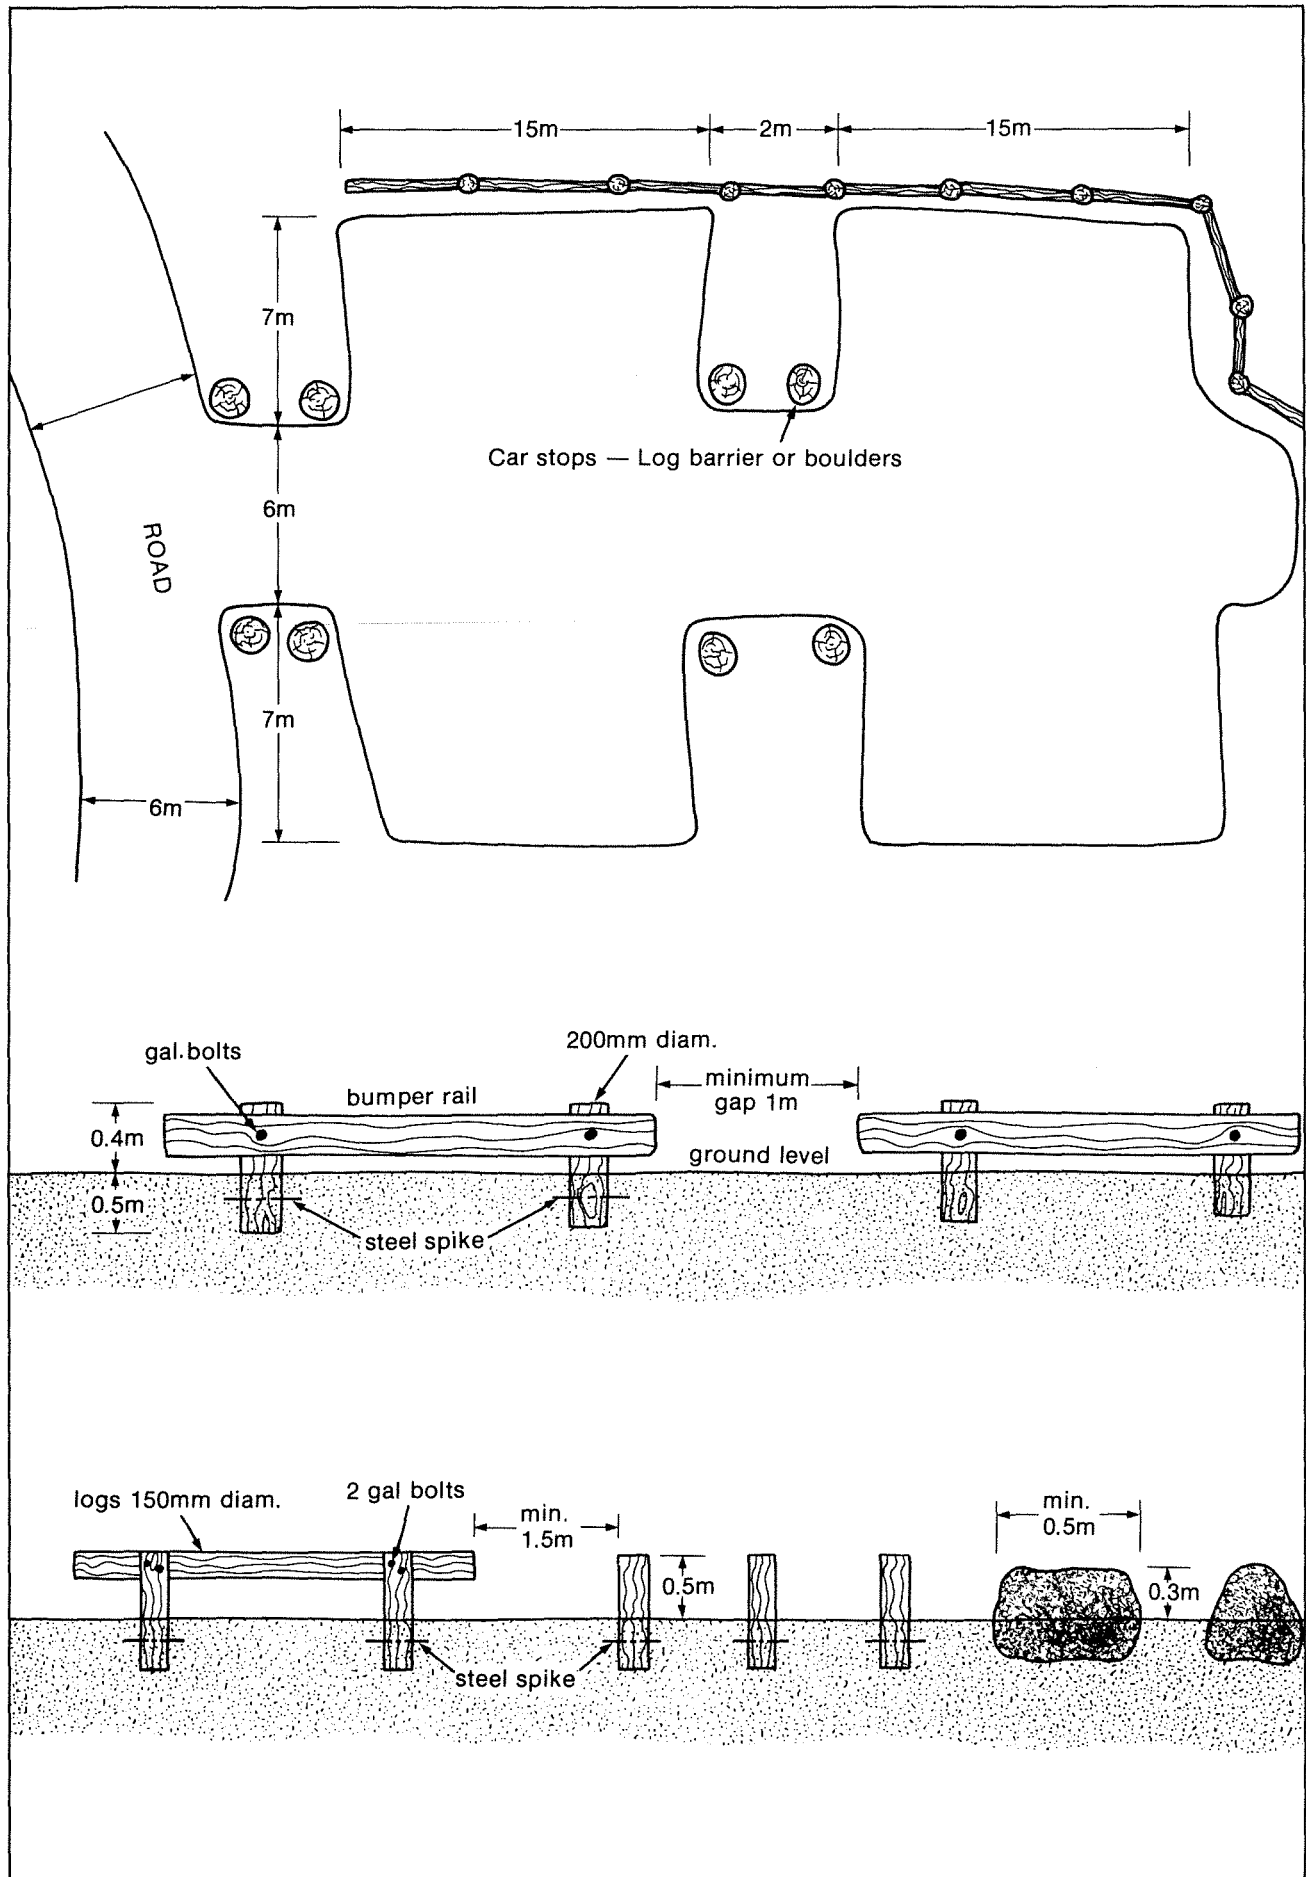 15m
2m
15m
7m
Car stops — Log barrier or boulders
6m
ROAD
7m
6m
200mm diam.
gal. bolts
minimum
gap 1m
bumper rail
0.4m
ground level
0.5m
steel spike
logs 150mm diam.
2 gal bolts
min.
1.5m
min.
0.5m
0.5m
0.3m
steel spike